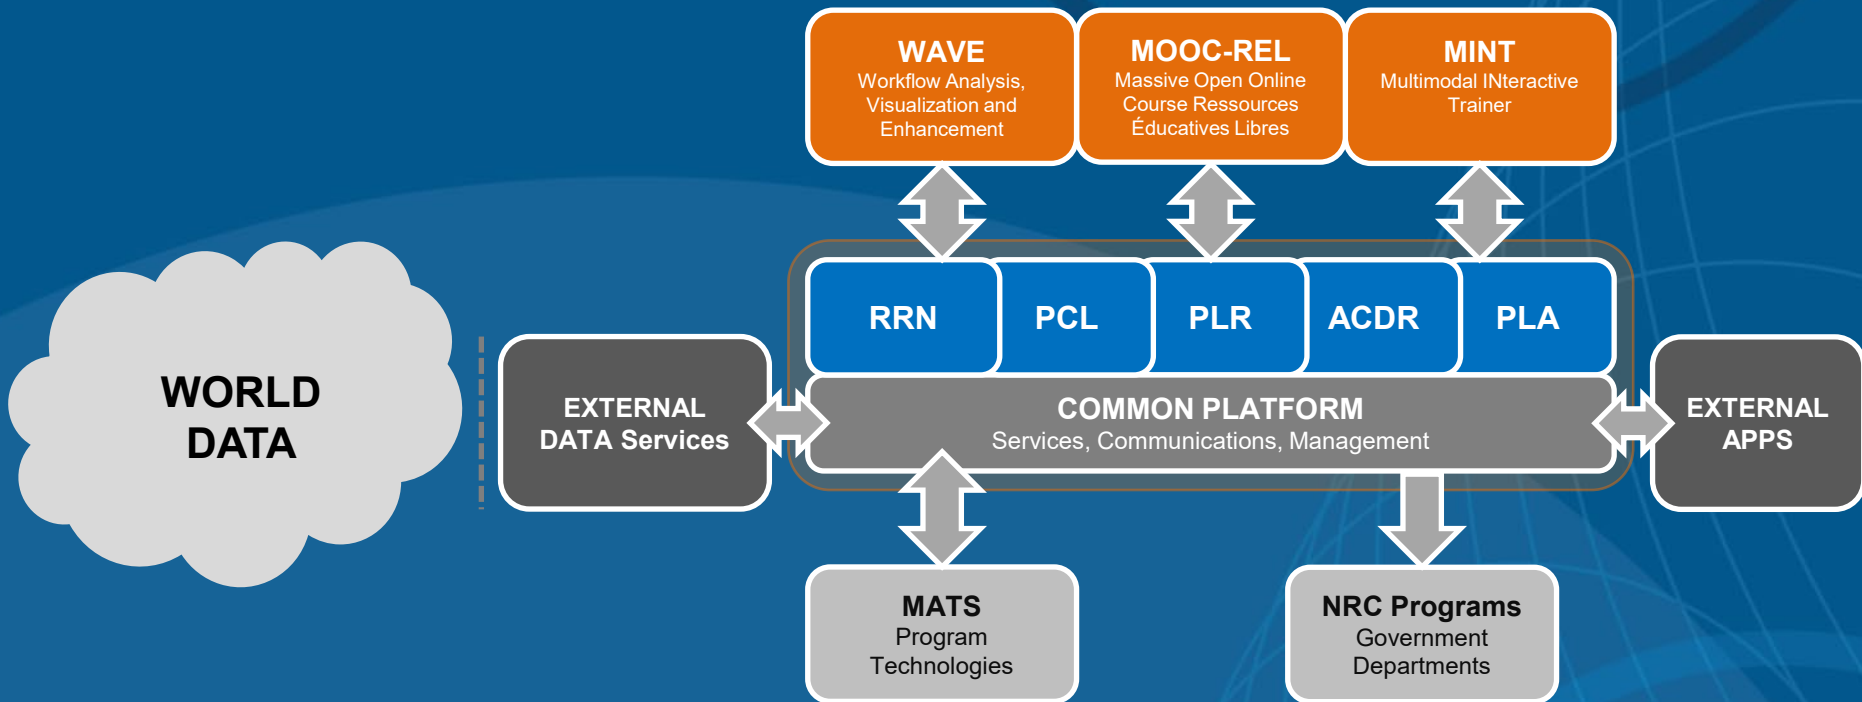 WAVE
Workflow Analysis,
Visualization and
Enhancement
MOOC-REL
Massive Open Online
Course Ressources
Éducatives Libres
MINT
Multimodal INteractive
Trainer
RRN
PCL
PLR
ACDR
PLA
WORLD
DATA
EXTERNAL
DATA Services
COMMON PLATFORM
Services, Communications, Management
EXTERNAL
APPS
MATS
Program
Technologies
NRC Programs
Government
Departments